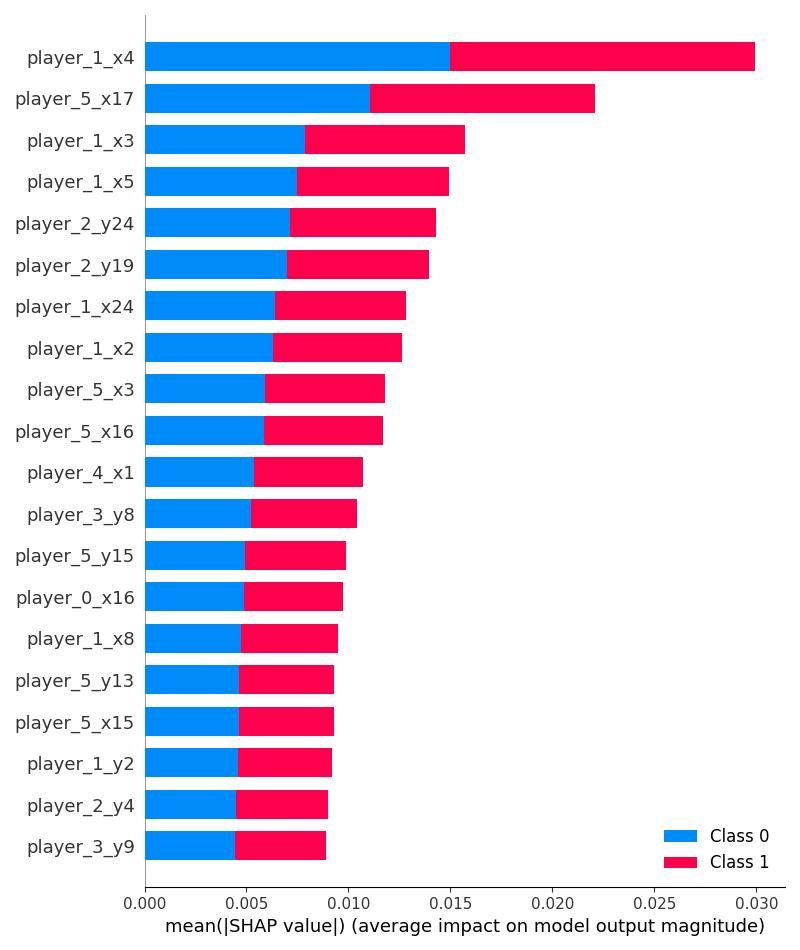 player_1_x4
player_5_x17
player_1_x3
player_1_x5
player_2_y24
player_2_y19
player_1_x24
player_1_x2
player_5_x3
player_5_x16
player_4_x1
player_3_y8
player_5_y15
player_0_x16
player_1_x8
player_5_y13
player_5_x15
player_1_y2
player_2_y4
player_3_y9
Class 0
Class 1
0.000 0.005 0.010 0.015 0.020 0.025 0.030
mean(|SHAP value|) (average impact on model output magnitude)